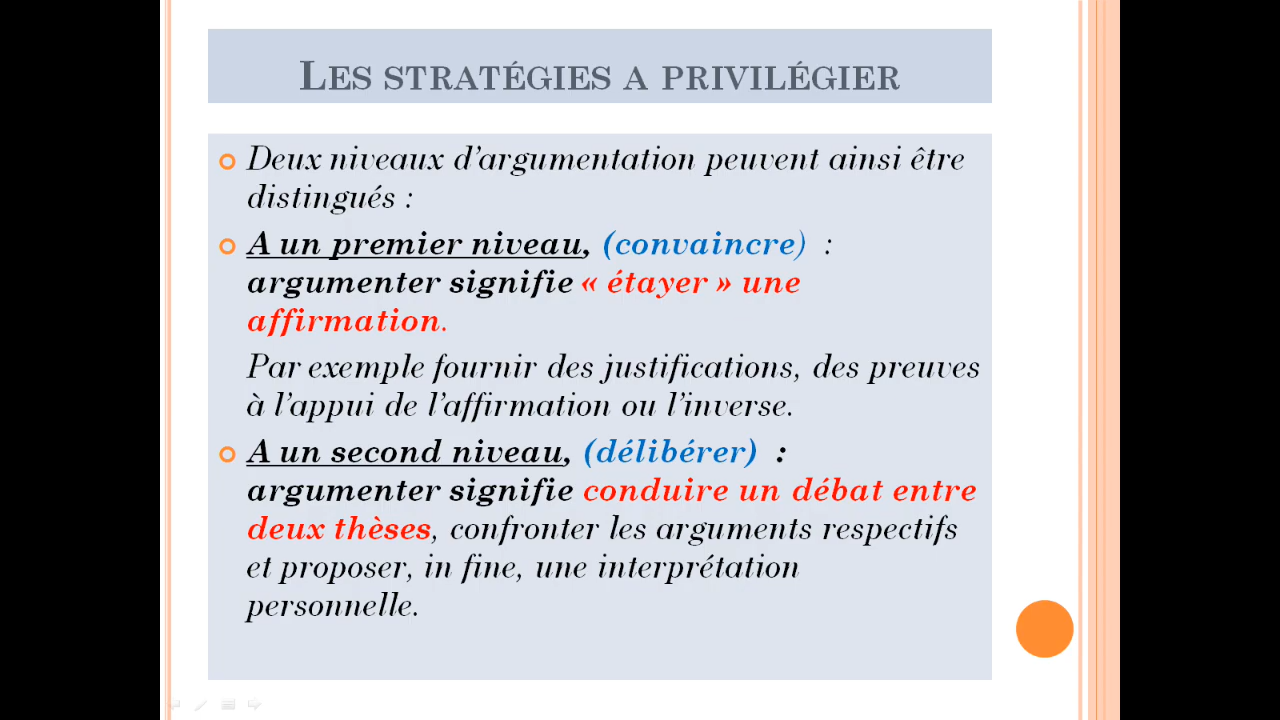 LES STRATÉGIES A PRIVILÉGIER
Deux niveaux d’argumentation peuvent ainsi être
distingués :
A un premier niveau, (convaincre) :
argumenter signifie « étayer » une
affirmation.
Par exemple fournir des justifications, des preuves
à l’appui de l’affirmation ou l’inverse.
A un second niveau, (délibérer) :
argumenter signifie conduire un débat entre
deux thèses, confronter les arguments respectifs
et proposer, in fine, une interprétation
personnelle.